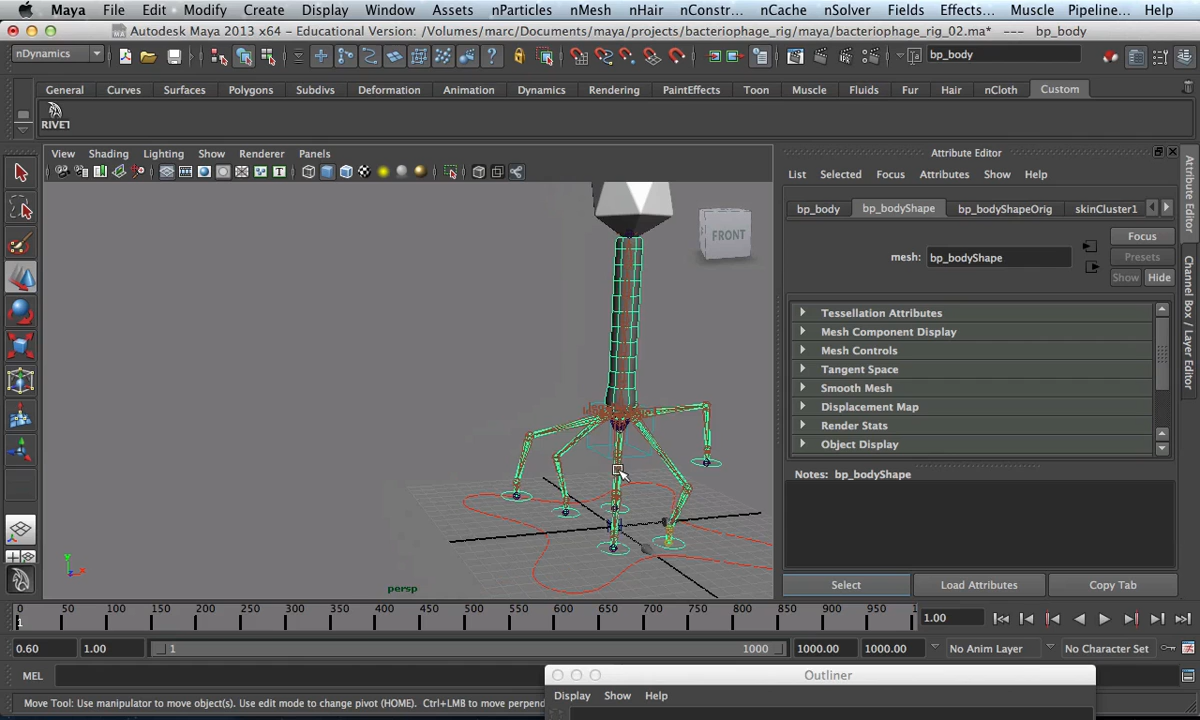 Maya File Edit Modify Create Display Window Assets nParticles nMesh nHair nConstr... nCache nSolver Fields Effects... Muscle Pipeline... Help
Autodesk Maya 2013 x64 - Educational Version: /Volumes/marc/Documents/maya/projects/bacteriophage_rig/maya/bacteriophage_rig_02.ma* --- bp_body
nDynamics bp_body
General Curves Surfaces Polygons Subdivs Deformation Animation Dynamics Rendering PaintEffects Toon Muscle Fluids Fur Hair nCloth Custom
RIVET
View Shading Lighting Show Renderer Panels
Attribute Editor
List Selected Focus Attributes Show Help
bp_body bp_bodyShape bp_bodyShapeOrig skinCluster1
Focus
mesh: bp_bodyShape
Presets
Show Hide
Tessellation Attributes
Mesh Component Display
Mesh Controls
Tangent Space
Smooth Mesh
Displacement Map
Render Stats
Object Display
Notes: bp_bodyShape
Select Load Attributes Copy Tab
Attribute Editor
Channel Box / Layer Editor
FRONT
y
x
persp
0 50 100 150 200 250 300 350 400 450 500 550 600 650 700 750 800 850 900 950 1
1
1.00
0.60 1.00 1 1000 1000.00 1000.00 No Anim Layer No Character Set
MEL
Outliner
Display Show Help
Move Tool: Use manipulator to move object(s). Use edit mode to change pivot (HOME). Ctrl+LMB to move perpend